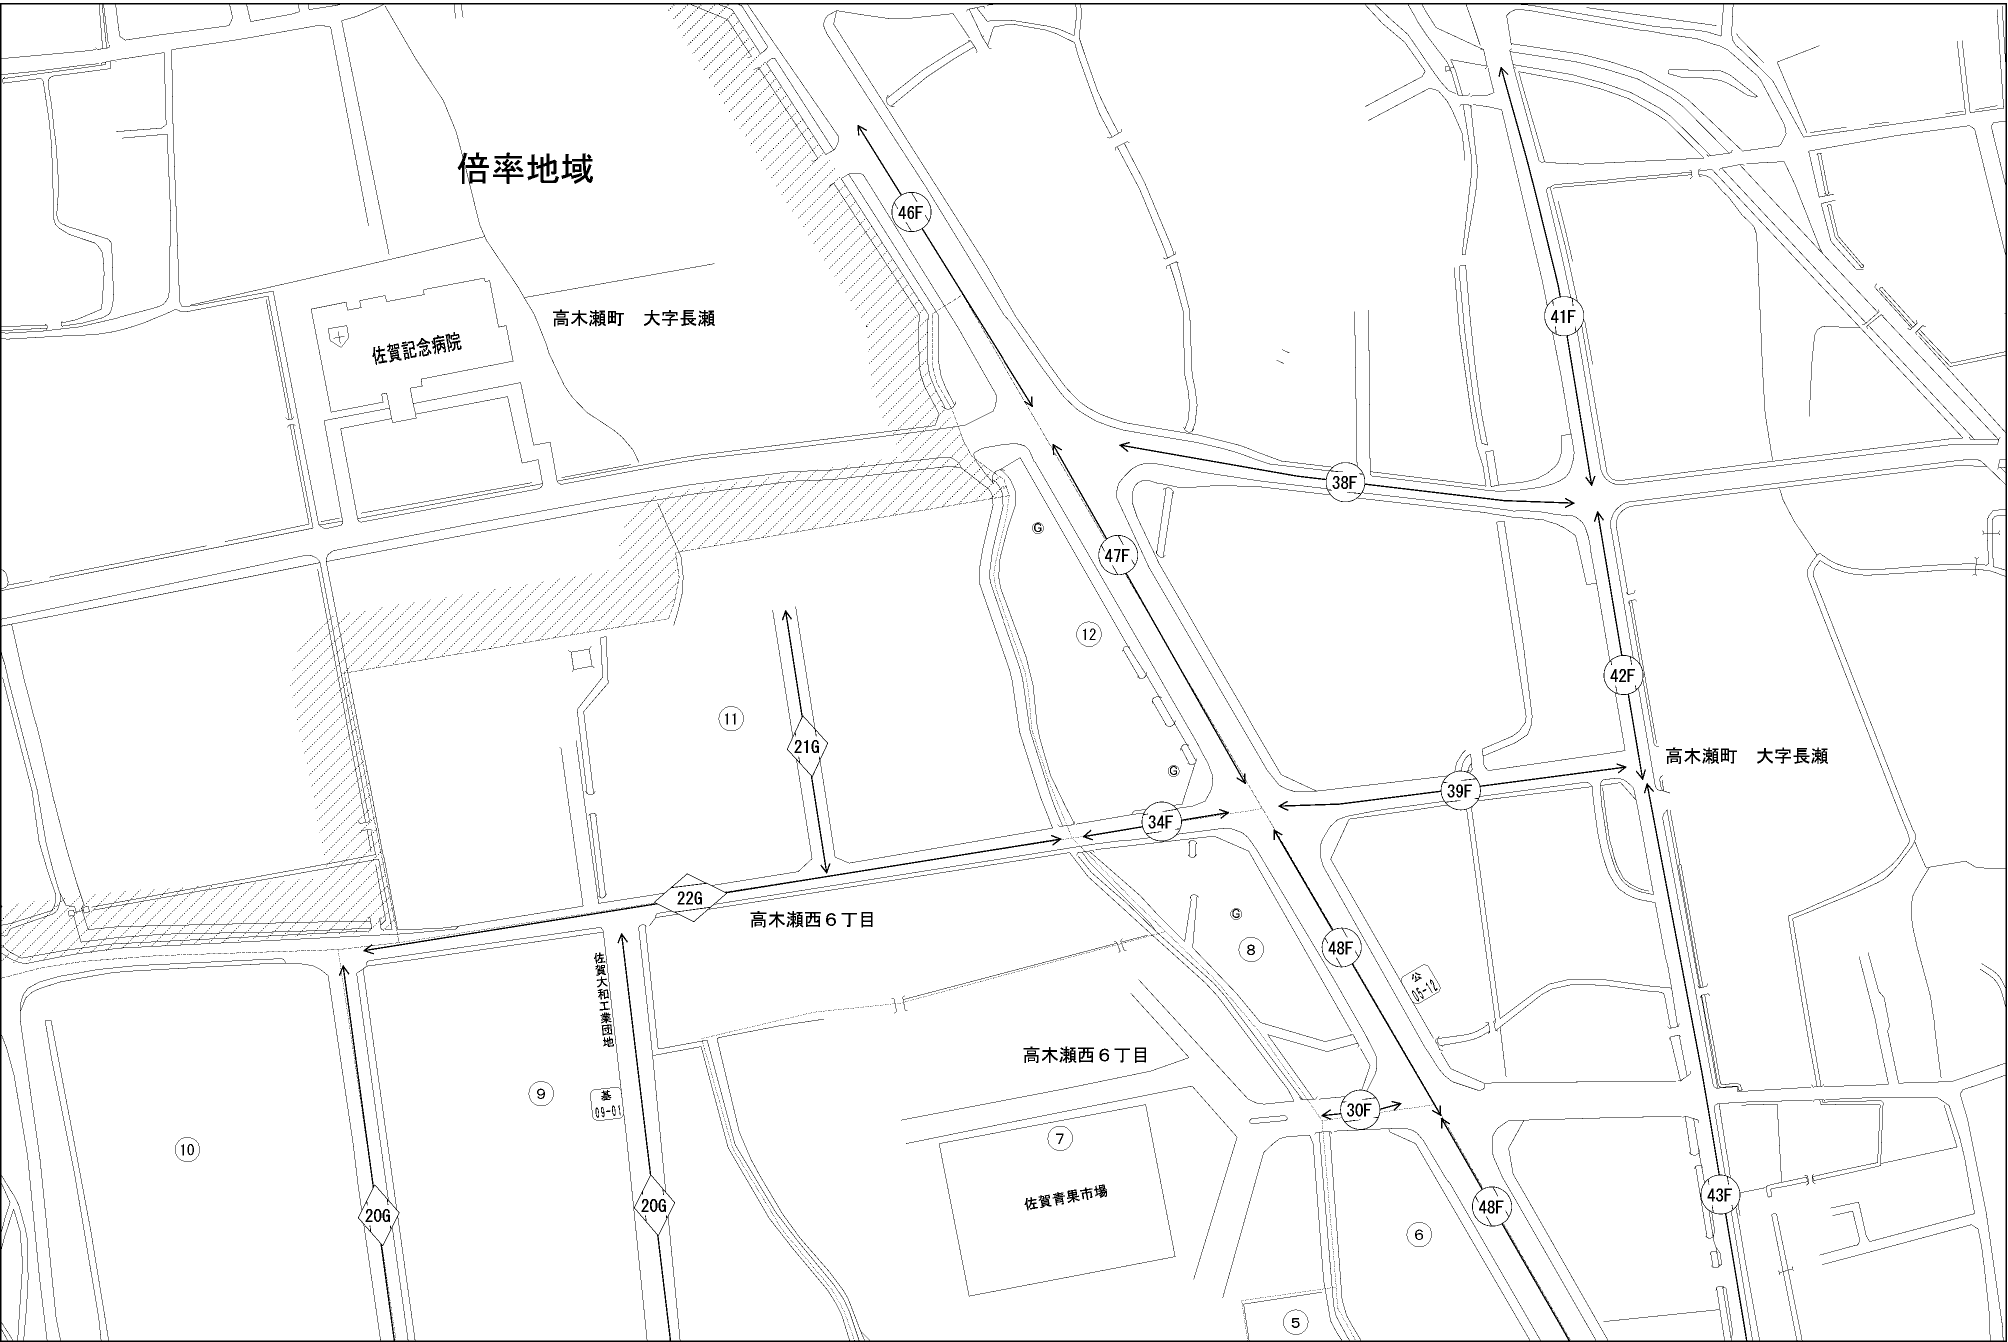 倍率地域
46F
41F
高木瀬町　大字長瀬
佐賀記念病院
38F
G
47F
12
42F
11
21G
高木瀬町　大字長瀬
G
39F
34F
22G
高木瀬西６丁目
G
8
48F
佐賀大和工業団地
公
05-12
高木瀬西６丁目
9
基
09-01
30F
7
10
佐賀青果市場
20G
20G
43F
48F
6
5